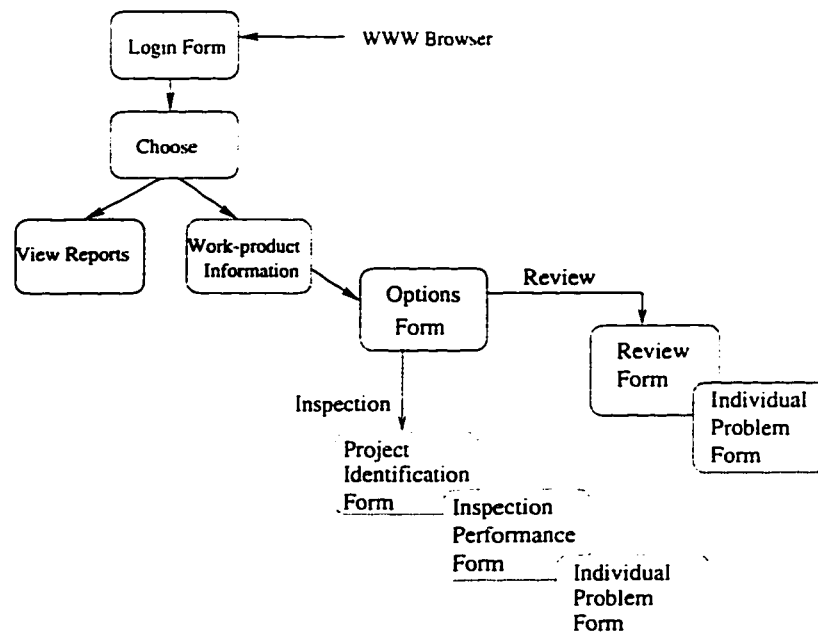 Login Form
WWW Browser
Choose
View Reports
Work-product
Information
Options
Form
Review
Review
Form
Individual
Problem
Form
Inspection
Project
Identification
Form
Inspection
Performance
Form
Individual
Problem
Form